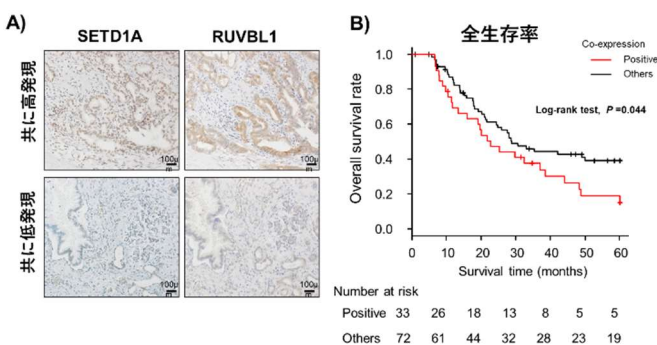 A)
SETD1A RUVBL1
共に高発現
100μ
m
100μ
m
共に低発現
100μ
m
100μ
m
B) 全生存率
Co-expression
Positive
Others
Log-rank test, P=0.044
Overall survival rate
1.0
0.8
0.6
0.4
0.2
0.0
0 10 20 30 40 50 60
Survival time (months)
Number at risk
Positive 33 26 18 13 8 5 5
Others 72 61 44 32 28 23 19